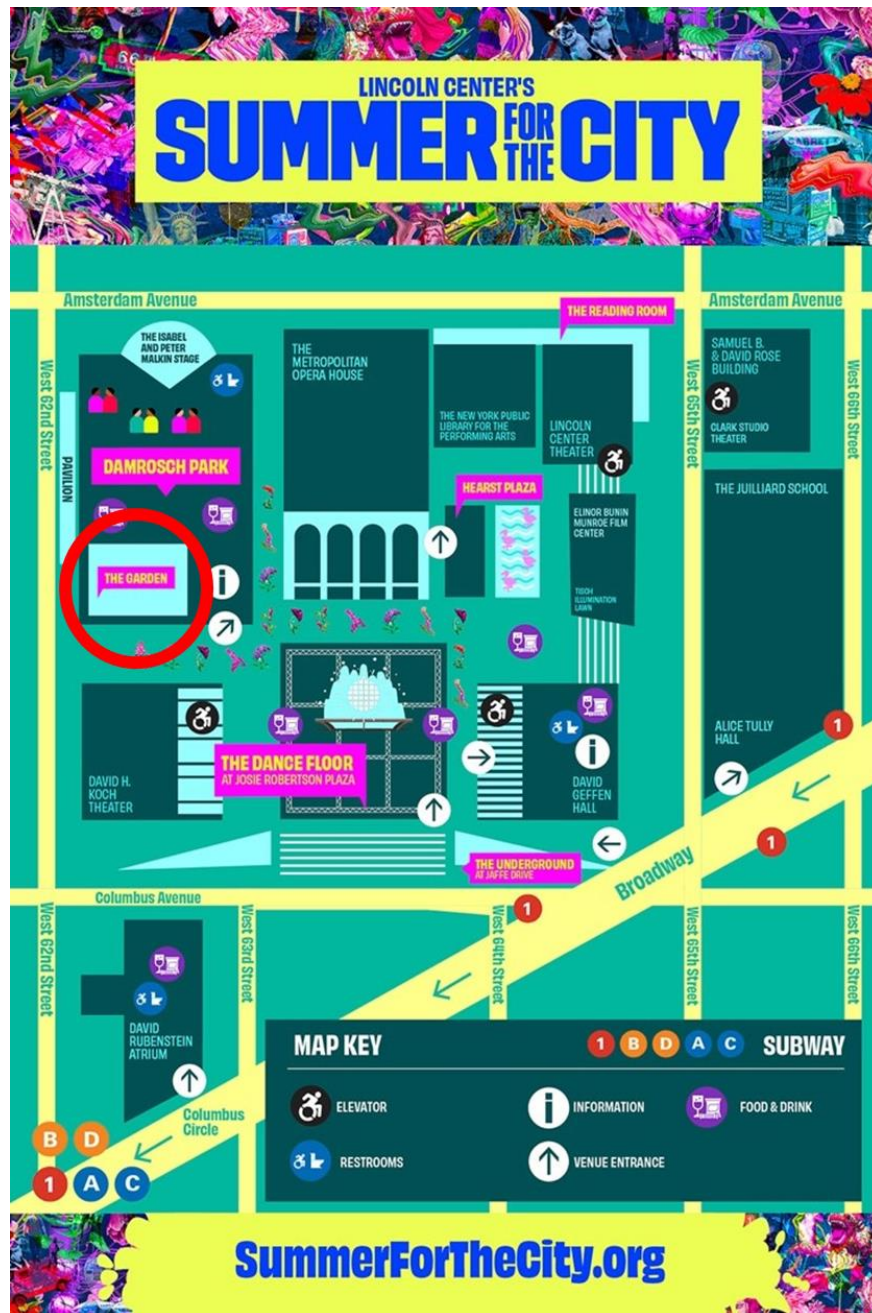 LINCOLN CENTER'S
SUMMER FOR THE CITY
Amsterdam Avenue
Amsterdam Avenue
THE READING ROOM
THE ISABEL
AND PETER
MALKIN STAGE
THE
METROPOLITAN
OPERA HOUSE
SAMUEL B.
& DAVID ROSE
BUILDING
CLARK STUDIO
THEATER
West 62nd Street
West 65th Street
West 66th Street
PAVILION
THE NEW YORK PUBLIC
LIBRARY FOR THE
PERFORMING ARTS
LINCOLN
CENTER
THEATER
DAMROSCH PARK
HEARST PLAZA
THE JUILLIARD SCHOOL
ELINOR BUNIN
MUNROE FILM
CENTER
THE GARDEN
i
TISCH
ILLUMINATION
LAWN
DAVID H.
KOCH
THEATER
THE DANCE FLOOR
AT JOSIE ROBERTSON PLAZA
i
DAVID
GEFFEN
HALL
ALICE TULLY
HALL
1
1
THE UNDERGROUND
AT JAFFE DRIVE
Broadway
Columbus Avenue
1
West 62nd Street
West 63rd Street
West 64th Street
West 65th Street
West 66th Street
DAVID
RUBENSTEIN
ATRIUM
Columbus
Circle
B D
1 A C
MAP KEY
1 B D A C SUBWAY
ELEVATOR
i INFORMATION
FOOD & DRINK
RESTROOMS
VENUE ENTRANCE
SummerForTheCity.org